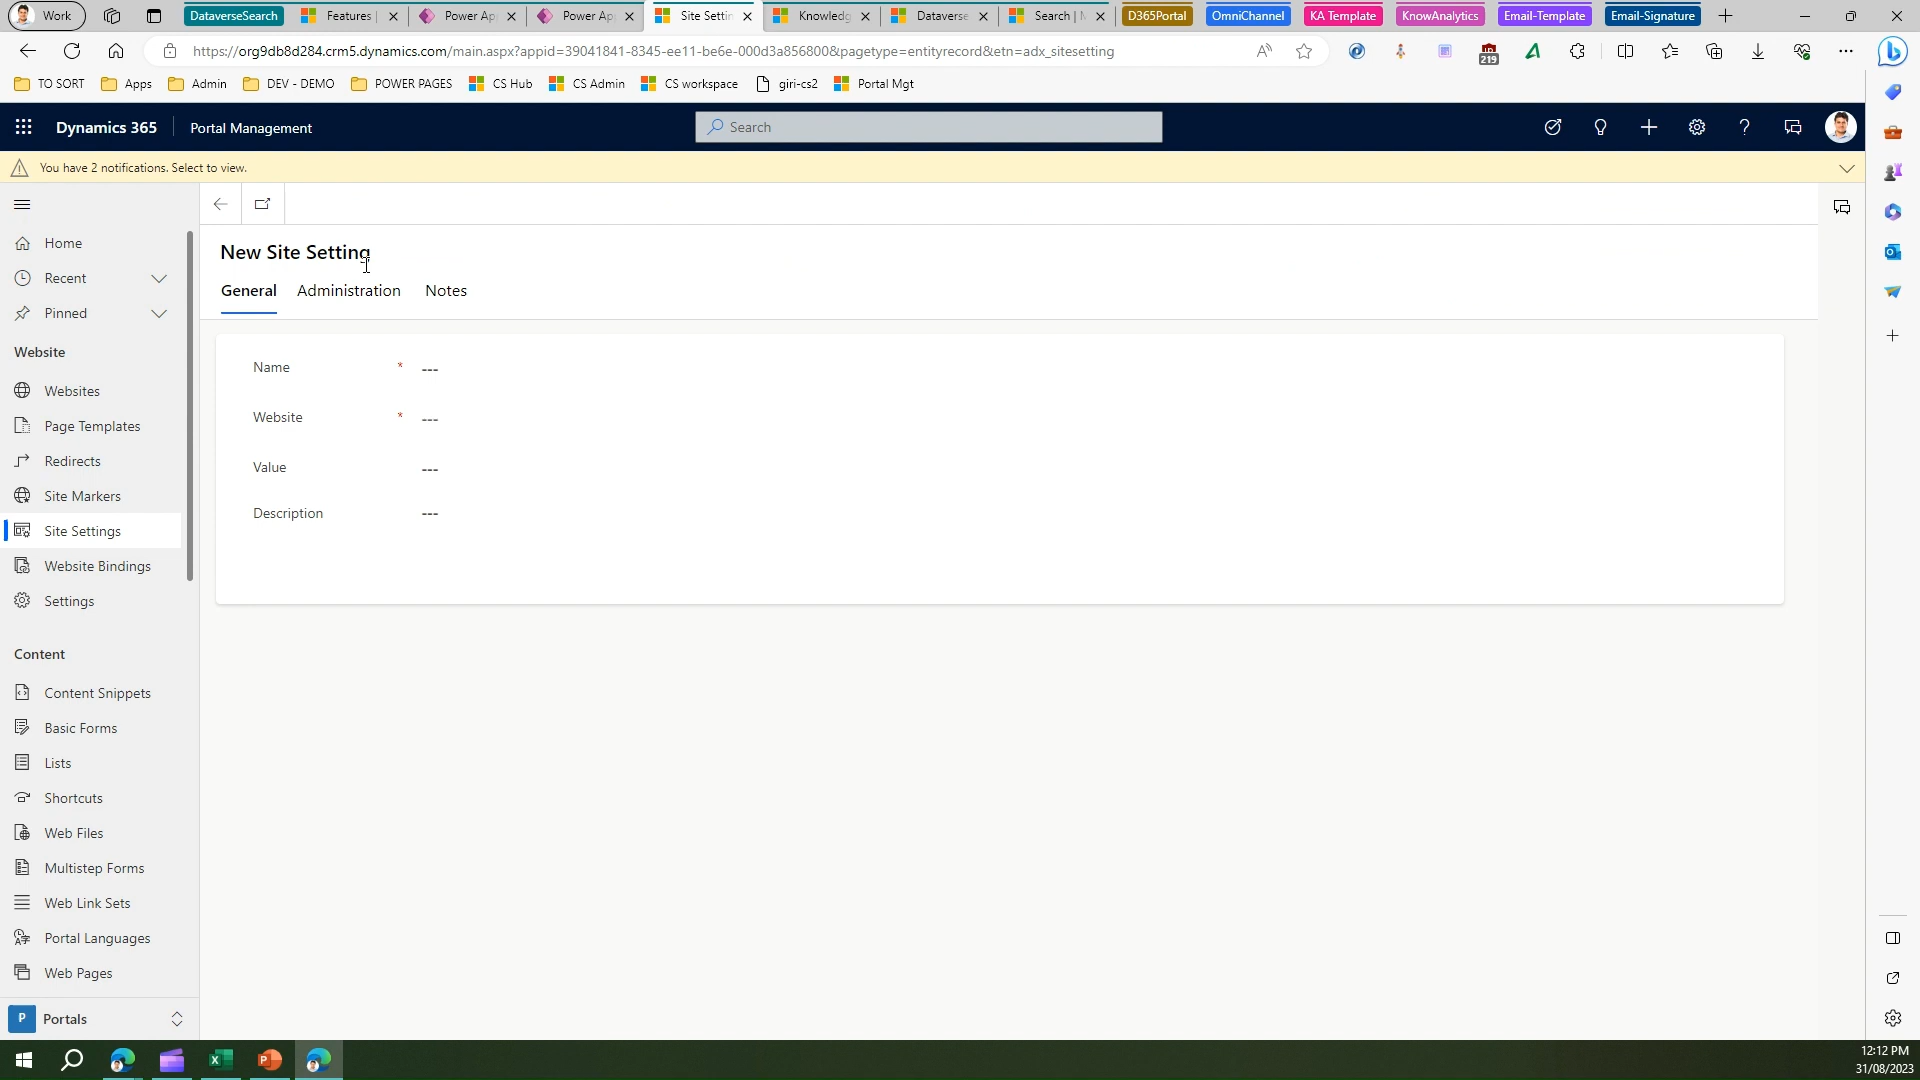 Work
DataverseSearch
Features |
Power Ap
Power Ap
Site Settin
Knowledg
Dataverse
Search | M
D365Portal
OmniChannel
KA Template
KnowAnalytics
Email-Template
Email-Signature
https://org9db8d284.crm5.dynamics.com/main.aspx?appid=39041841-8345-ee11-be6e-000d3a856800&pagetype=entityrecord&etn=adx_sitesetting
219
TO SORT
Apps
Admin
DEV - DEMO
POWER PAGES
CS Hub
CS Admin
CS workspace
giri-cs2
Portal Mgt
Dynamics 365
Portal Management
Search
You have 2 notifications. Select to view.
Home
Recent
Pinned
Website
Websites
Page Templates
Redirects
Site Markers
Site Settings
Website Bindings
Settings
Content
Content Snippets
Basic Forms
Lists
Shortcuts
Web Files
Multistep Forms
Web Link Sets
Portal Languages
Web Pages
P Portals
New Site Setting
General Administration Notes
Name * ---
Website * ---
Value ---
Description ---
12:12 PM
31/08/2023